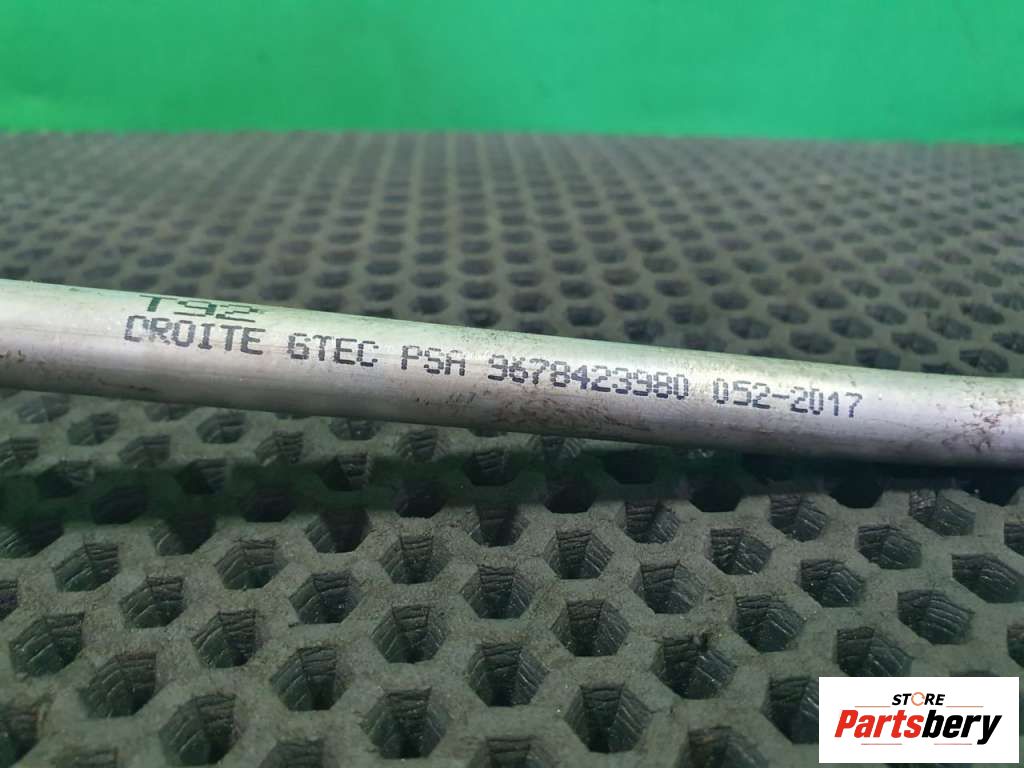 T92
DROITE GTEC PSA 9678423980 052-2017
STORE
Partsbery